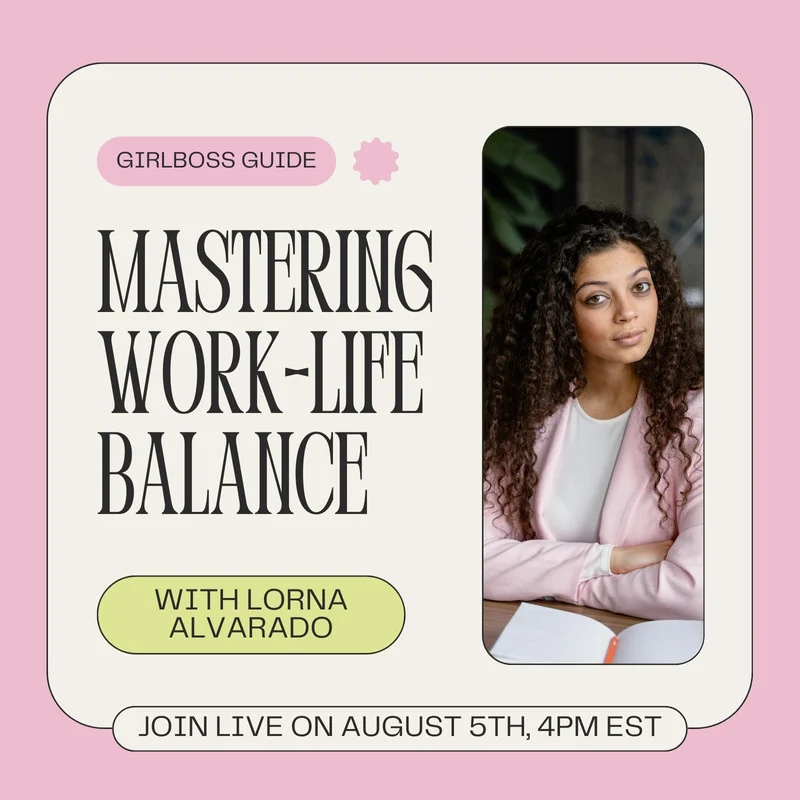 GIRLBOSS GUIDE
MASTERING
WORK-LIFE
BALANCE
WITH LORNA
ALVARADO
JOIN LIVE ON AUGUST 5TH, 4PM EST